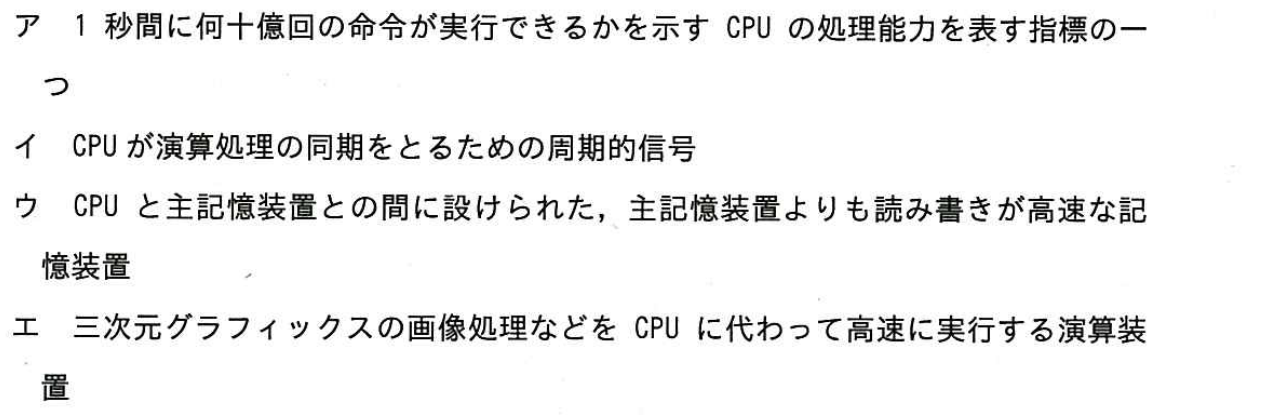 ア 1 秒間に何十億回の命令が実行できるかを示す CPU の処理能力を表す指標の一
つ
イ CPU が演算処理の同期をとるための周期的信号
ウ CPU と主記憶装置との間に設けられた，主記憶装置よりも読み書きが高速な記
憶装置
エ 三次元グラフィックスの画像処理などを CPU に代わって高速に実行する演算装
置